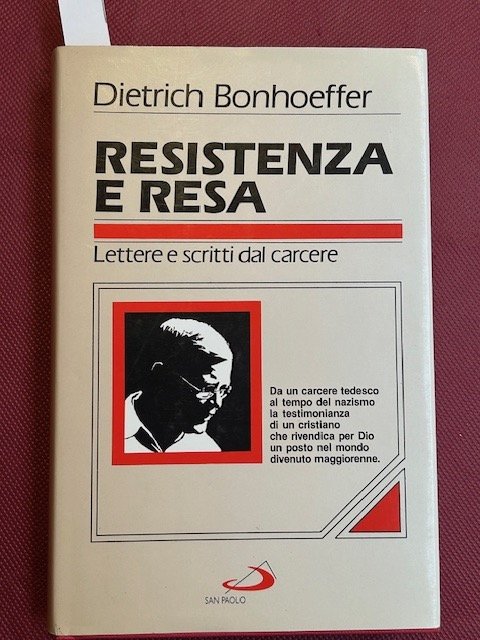 Dietrich Bonhoeffer
RESISTENZA
E RESA
Lettere e scritti dal carcere
Da un carcere tedesco
al tempo del nazismo
la testimonianza
di un cristiano
che rivendica per Dio
un posto nel mondo
divenuto maggiorenne.
SAN PAOLO